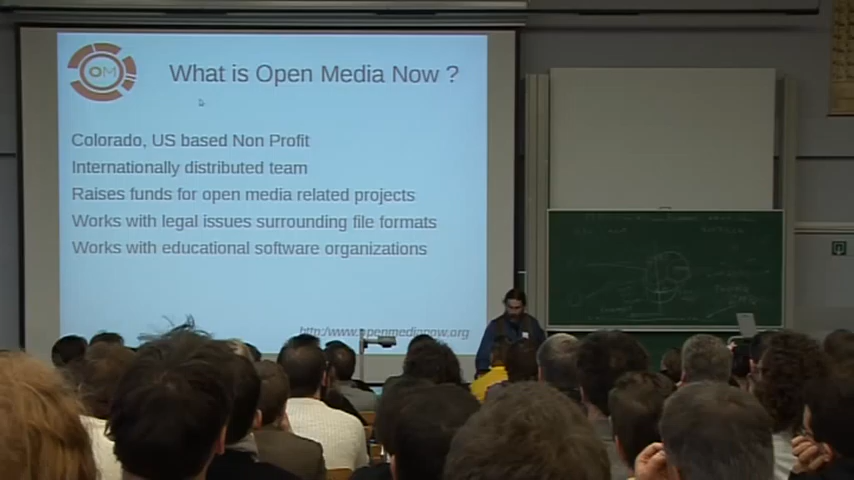 OM
What is Open Media Now ?
Colorado, US based Non Profit
Internationally distributed team
Raises funds for open media related projects
Works with legal issues surrounding file formats
Works with educational software organizations
http://www.openmedianow.org